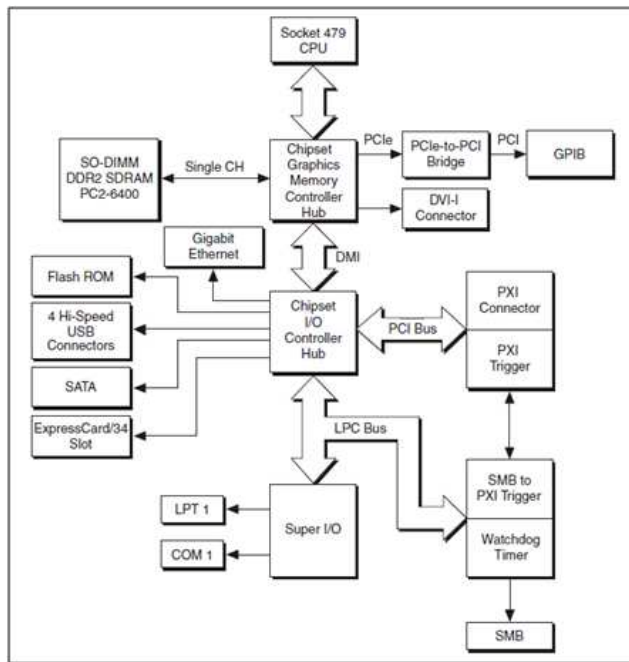 Socket 479
CPU
SO-DIMM
DDR2 SDRAM
PC2-6400
Single CH
Chipset
Graphics
Memory
Controller
Hub
PCIe
PCIe-to-PCI
Bridge
PCI
GPIB
DVI-I
Connector
Gigabit
Ethernet
DMI
Flash ROM
4 Hi-Speed
USB
Connectors
SATA
ExpressCard/34
Slot
Chipset
I/O
Controller
Hub
PCI Bus
PXI
Connector
PXI
Trigger
LPC Bus
LPT 1
COM 1
Super I/O
SMB to
PXI Trigger
Watchdog
Timer
SMB